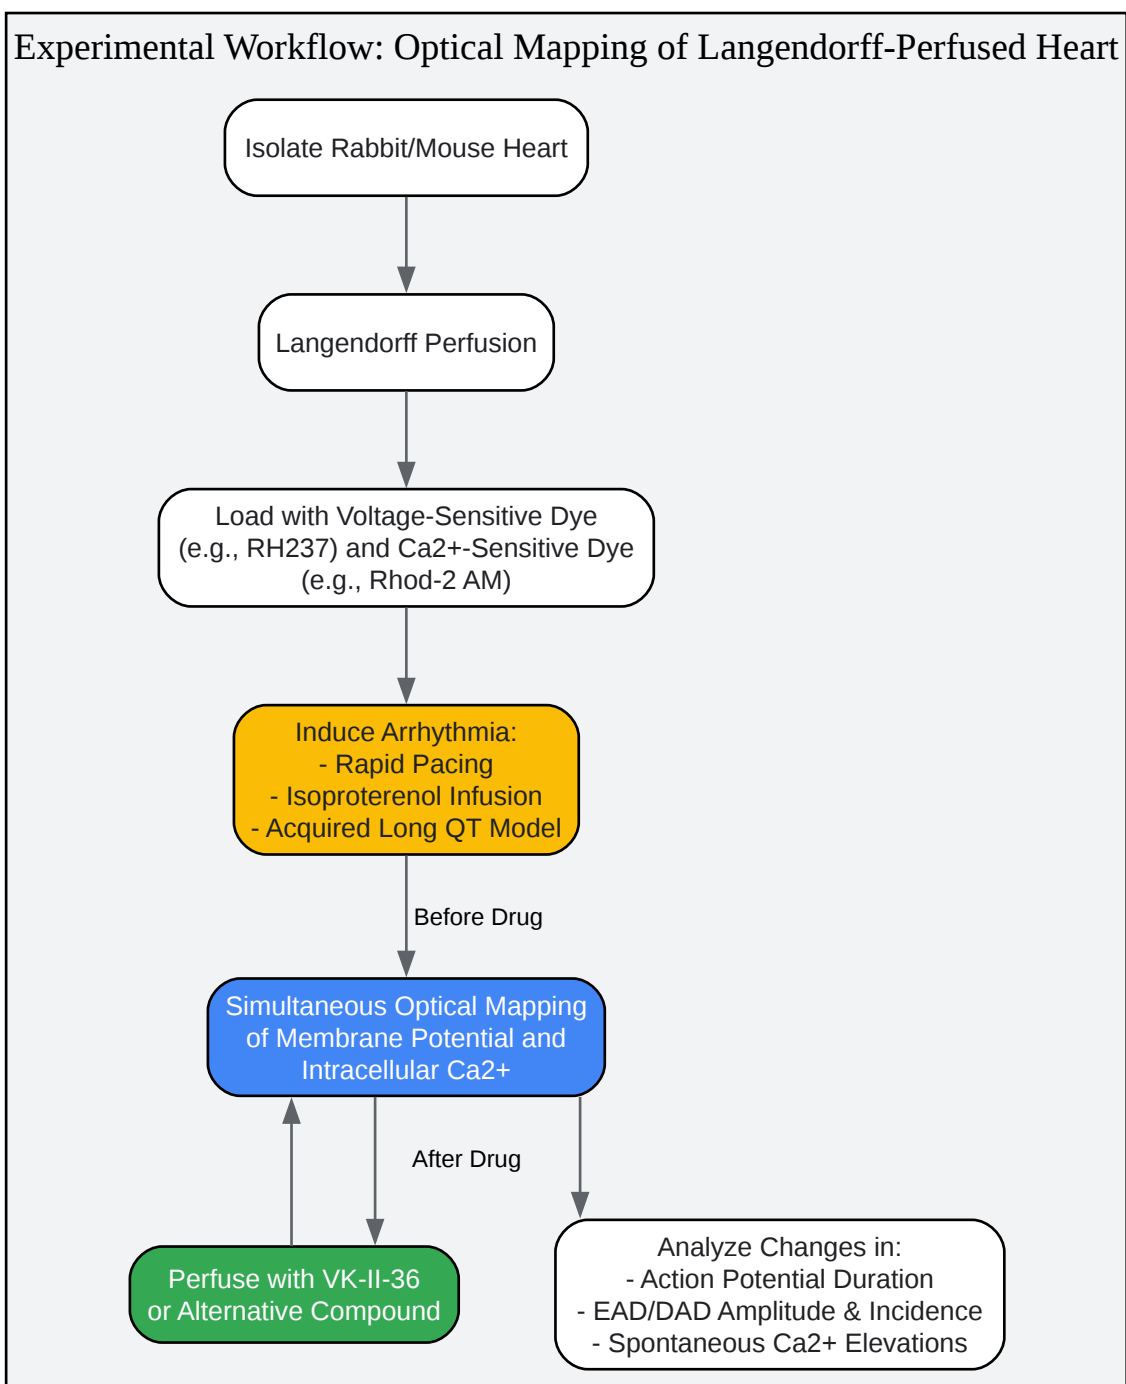 Experimental Workflow: Optical Mapping of Langendorff-Perfused Heart
Isolate Rabbit/Mouse Heart
Langendorff Perfusion
Load with Voltage-Sensitive Dye
(e.g., RH237) and Ca2+-Sensitive Dye
(e.g., Rhod-2 AM)
Induce Arrhythmia:
- Rapid Pacing
- Isoproterenol Infusion
- Acquired Long QT Model
Before Drug
Simultaneous Optical Mapping
of Membrane Potential and
Intracellular Ca2+
After Drug
Perfuse with VK-II-36
or Alternative Compound
Analyze Changes in:
- Action Potential Duration
- EAD/DAD Amplitude & Incidence
- Spontaneous Ca2+ Elevations